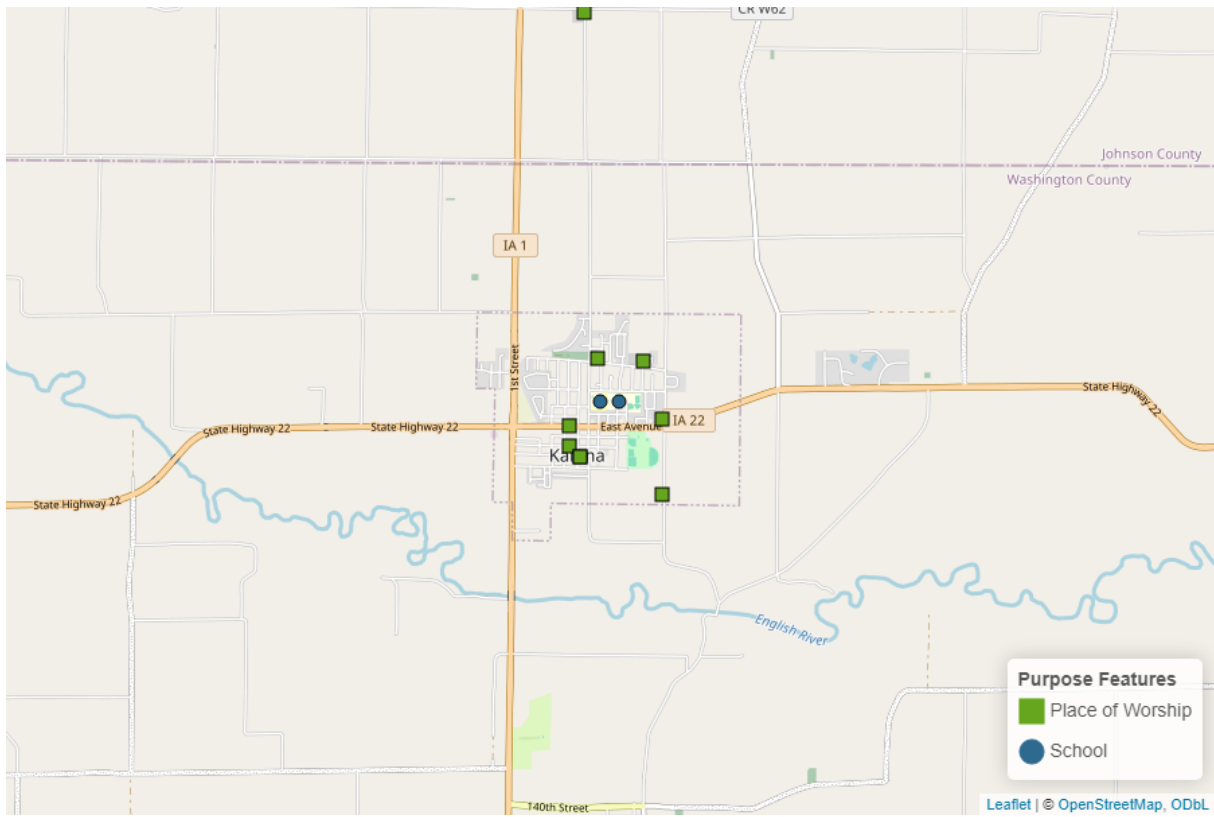 CR W62
Johnson County
Washington County
IA 1
1st Street
State Highway 22
State Highway 22
State Highway 22
East Avenue
IA 22
State Highway 22
English River
140th Street
Purpose Features
Place of Worship
School
Leaflet | © OpenStreetMap, ODbL